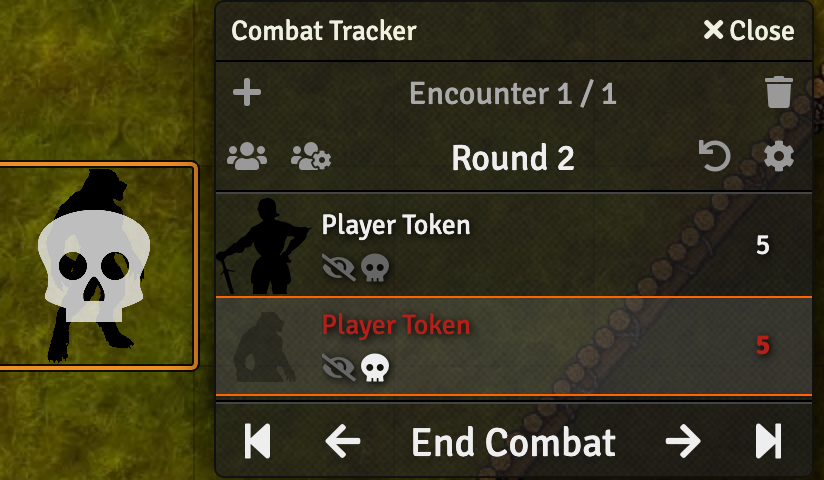 Combat Tracker
Close
Encounter 1 / 1
Round 2
Player Token
5
Player Token
5
End Combat